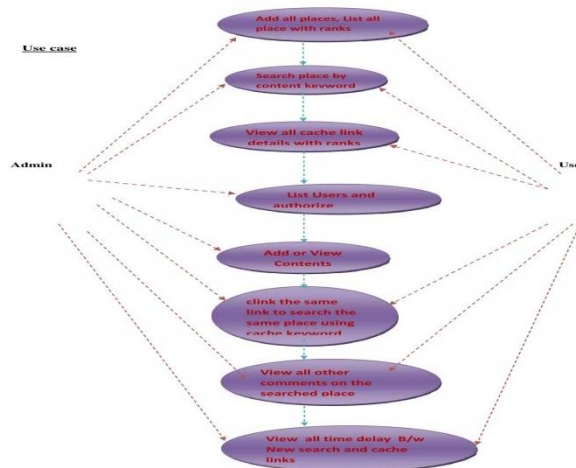 Use case
Add all places, List all
place with ranks
Search place by
content keyword
View all cache link
details with ranks
Admin
Use
List Users and
authorize
Add or View
Contents
clink the same
link to search the
same place using
cache keyword
View all other
comments on the
searched place
View all time delay B/w
New search and cache
links